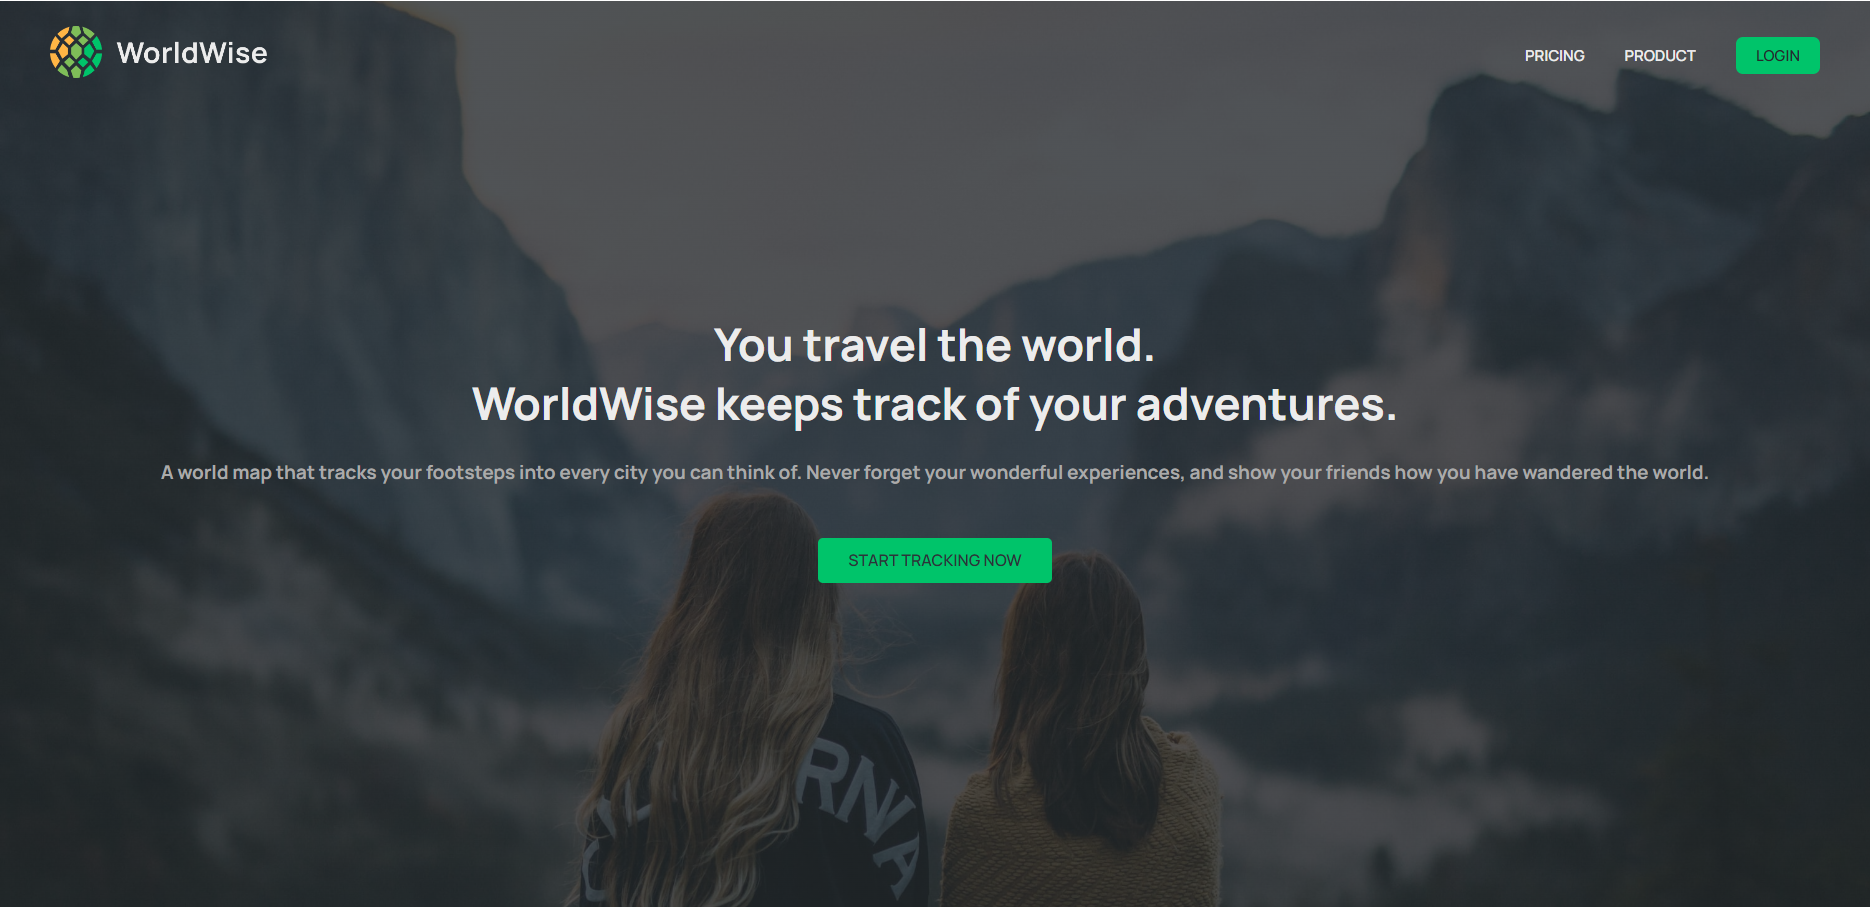 WorldWise
PRICING PRODUCT LOGIN
You travel the world.
WorldWise keeps track of your adventures.
A world map that tracks your footsteps into every city you can think of. Never forget your wonderful experiences, and show your friends how you have wandered the world.
START TRACKING NOW
RNIA